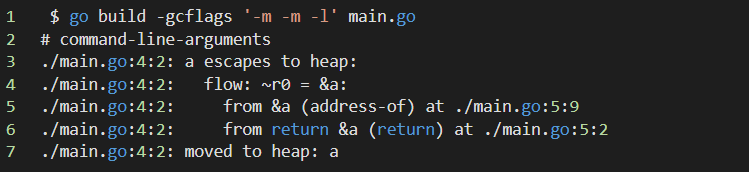 1 $ go build -gcflags '-m -m -l' main.go
2 # command-line-arguments
3 ./main.go:4:2: a escapes to heap:
4 ./main.go:4:2:   flow: ~r0 = &a:
5 ./main.go:4:2:     from &a (address-of) at ./main.go:5:9
6 ./main.go:4:2:     from return &a (return) at ./main.go:5:2
7 ./main.go:4:2: moved to heap: a